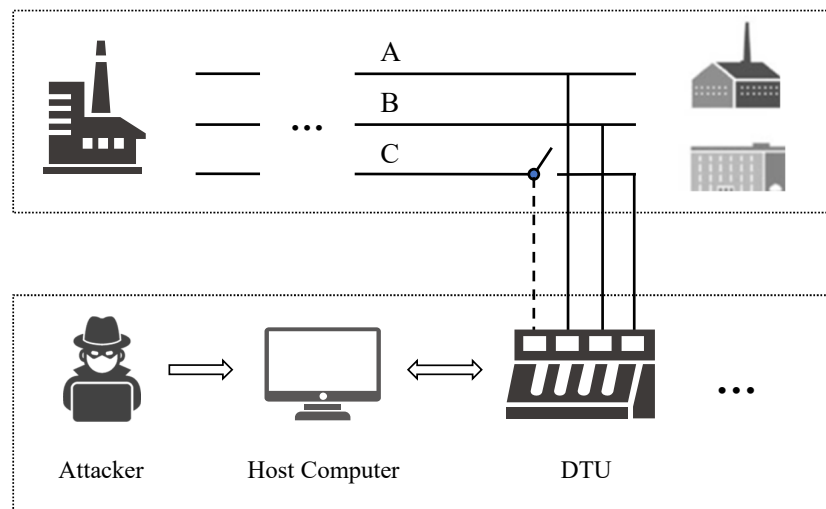 A
B
...
C
...
Attacker
Host Computer
DTU